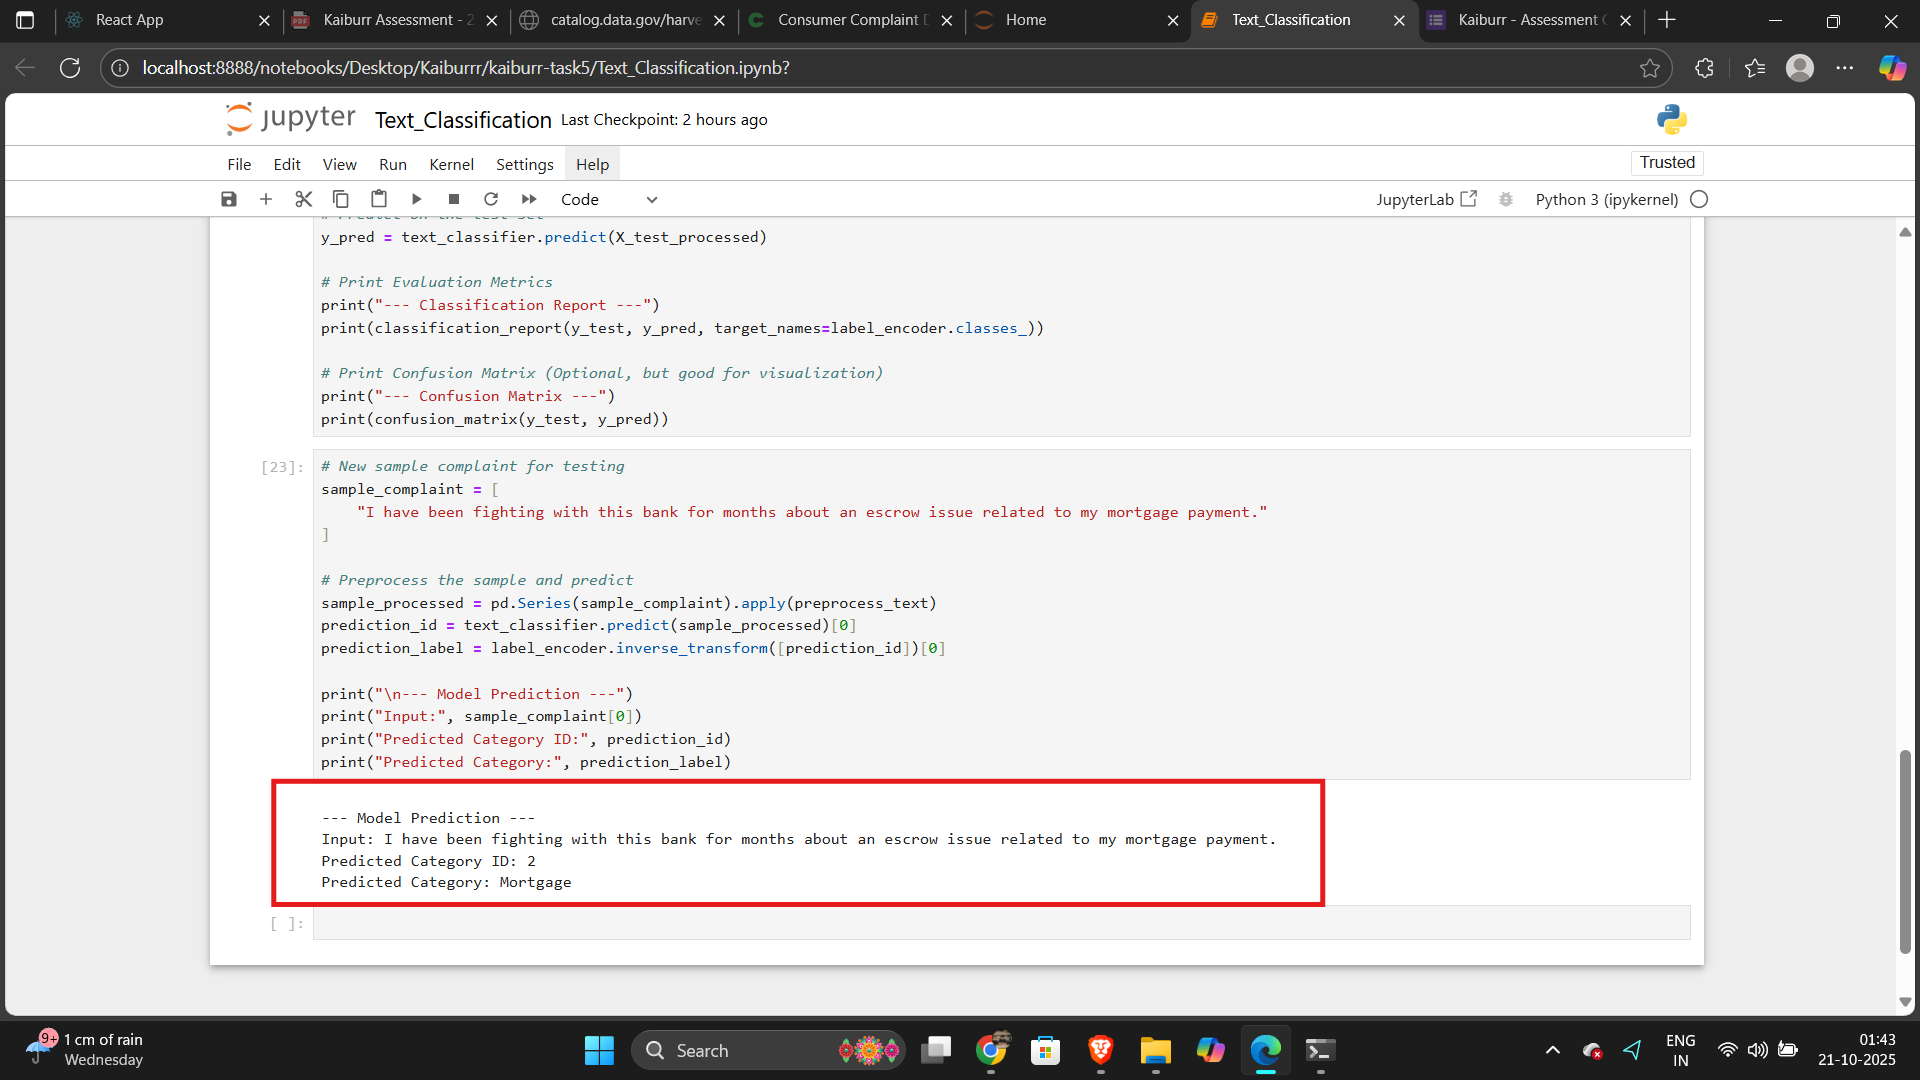 React App
Kaiburr Assessment - 2
catalog.data.gov/harve
Consumer Complaint D
Home
Text_Classification
Kaiburr - Assessment C
localhost:8888/notebooks/Desktop/Kaiburrr/kaiburr-task5/Text_Classification.ipynb?
jupyter Text_Classification Last Checkpoint: 2 hours ago
File Edit View Run Kernel Settings Help
Trusted
Code
JupyterLab
Python 3 (ipykernel)
# Predict on the test set
y_pred = text_classifier.predict(X_test_processed)
# Print Evaluation Metrics
print("--- Classification Report ---")
print(classification_report(y_test, y_pred, target_names=label_encoder.classes_))
# Print Confusion Matrix (Optional, but good for visualization)
print("--- Confusion Matrix ---")
print(confusion_matrix(y_test, y_pred))
[23]:
# New sample complaint for testing
sample_complaint = [
"I have been fighting with this bank for months about an escrow issue related to my mortgage payment."
]
# Preprocess the sample and predict
sample_processed = pd.Series(sample_complaint).apply(preprocess_text)
prediction_id = text_classifier.predict(sample_processed)[0]
prediction_label = label_encoder.inverse_transform([prediction_id])[0]
print("\n--- Model Prediction ---")
print("Input:", sample_complaint[0])
print("Predicted Category ID:", prediction_id)
print("Predicted Category:", prediction_label)
--- Model Prediction ---
Input: I have been fighting with this bank for months about an escrow issue related to my mortgage payment.
Predicted Category ID: 2
Predicted Category: Mortgage
[ ]:
9+
1 cm of rain
Wednesday
Search
ENG
IN
01:43
21-10-2025